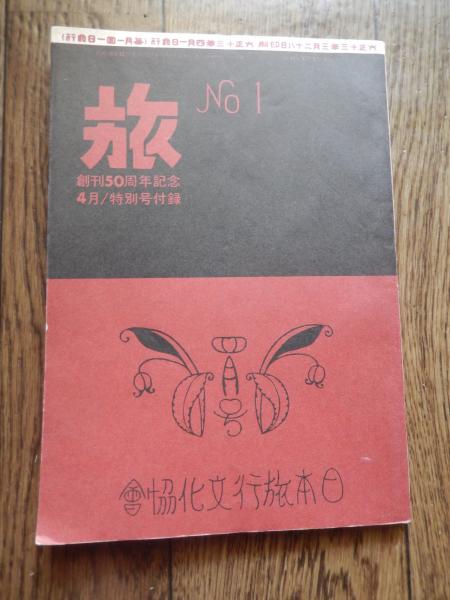 大正十三年三月二十八日印刷・大正十三年四月一日發行(毎月一回一日發行)
No 1
旅
創刊50周年記念
4月/特別号付録
四月号
日本旅行文化協會